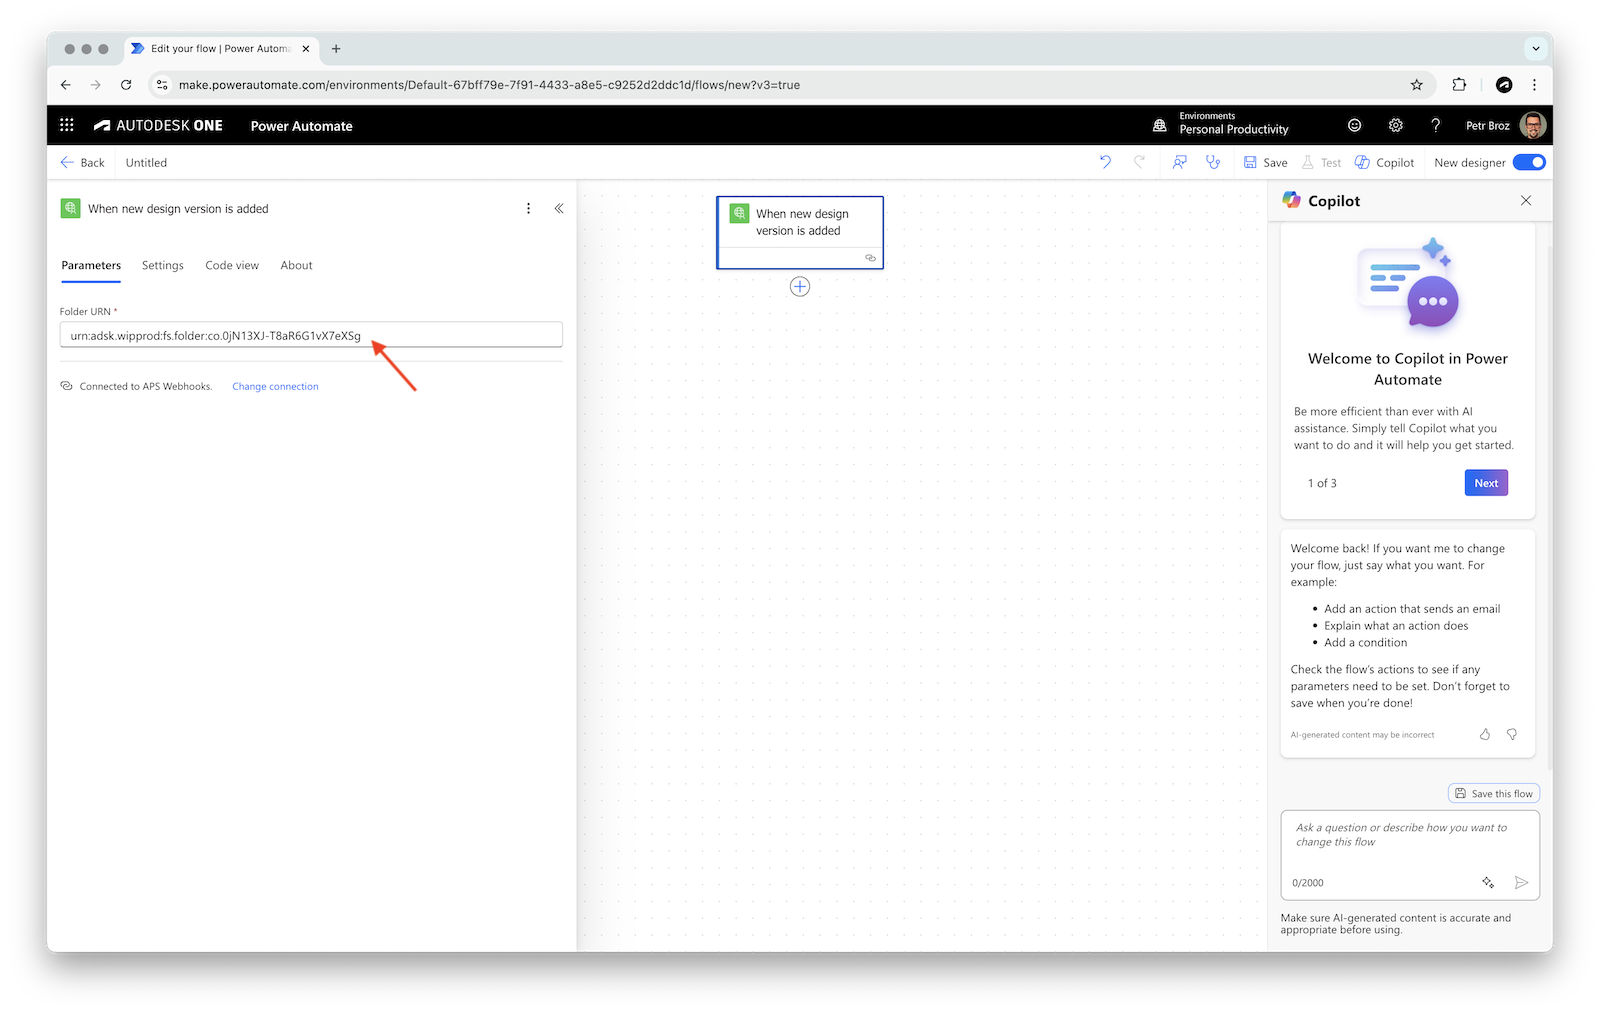 Edit your flow | Power Automa
make.powerautomate.com/environments/Default-67bff79e-7f91-4433-a8e5-c9252d2ddc1d/flows/new?v3=true
AUTODESK ONE
Power Automate
Environments
Personal Productivity
?
Petr Broz
Back
Untitled
Save
Test
Copilot
New designer
When new design version is added
Parameters
Settings
Code view
About
Folder URN *
urn:adsk.wipprod:fs.folder:co.0jN13XJ-T8aR6G1vX7eXSg
Connected to APS Webhooks.
Change connection
When new design
version is added
Copilot
Welcome to Copilot in Power
Automate
Be more efficient than ever with AI
assistance. Simply tell Copilot what you
want to do and it will help you get started.
1 of 3
Next
Welcome back! If you want me to change
your flow, just say what you want. For
example:
• Add an action that sends an email
• Explain what an action does
• Add a condition
Check the flow's actions to see if any
parameters need to be set. Don't forget to
save when you're done!
AI-generated content may be incorrect
Save this flow
Ask a question or describe how you want to
change this flow
0/2000
Make sure AI-generated content is accurate and
appropriate before using.